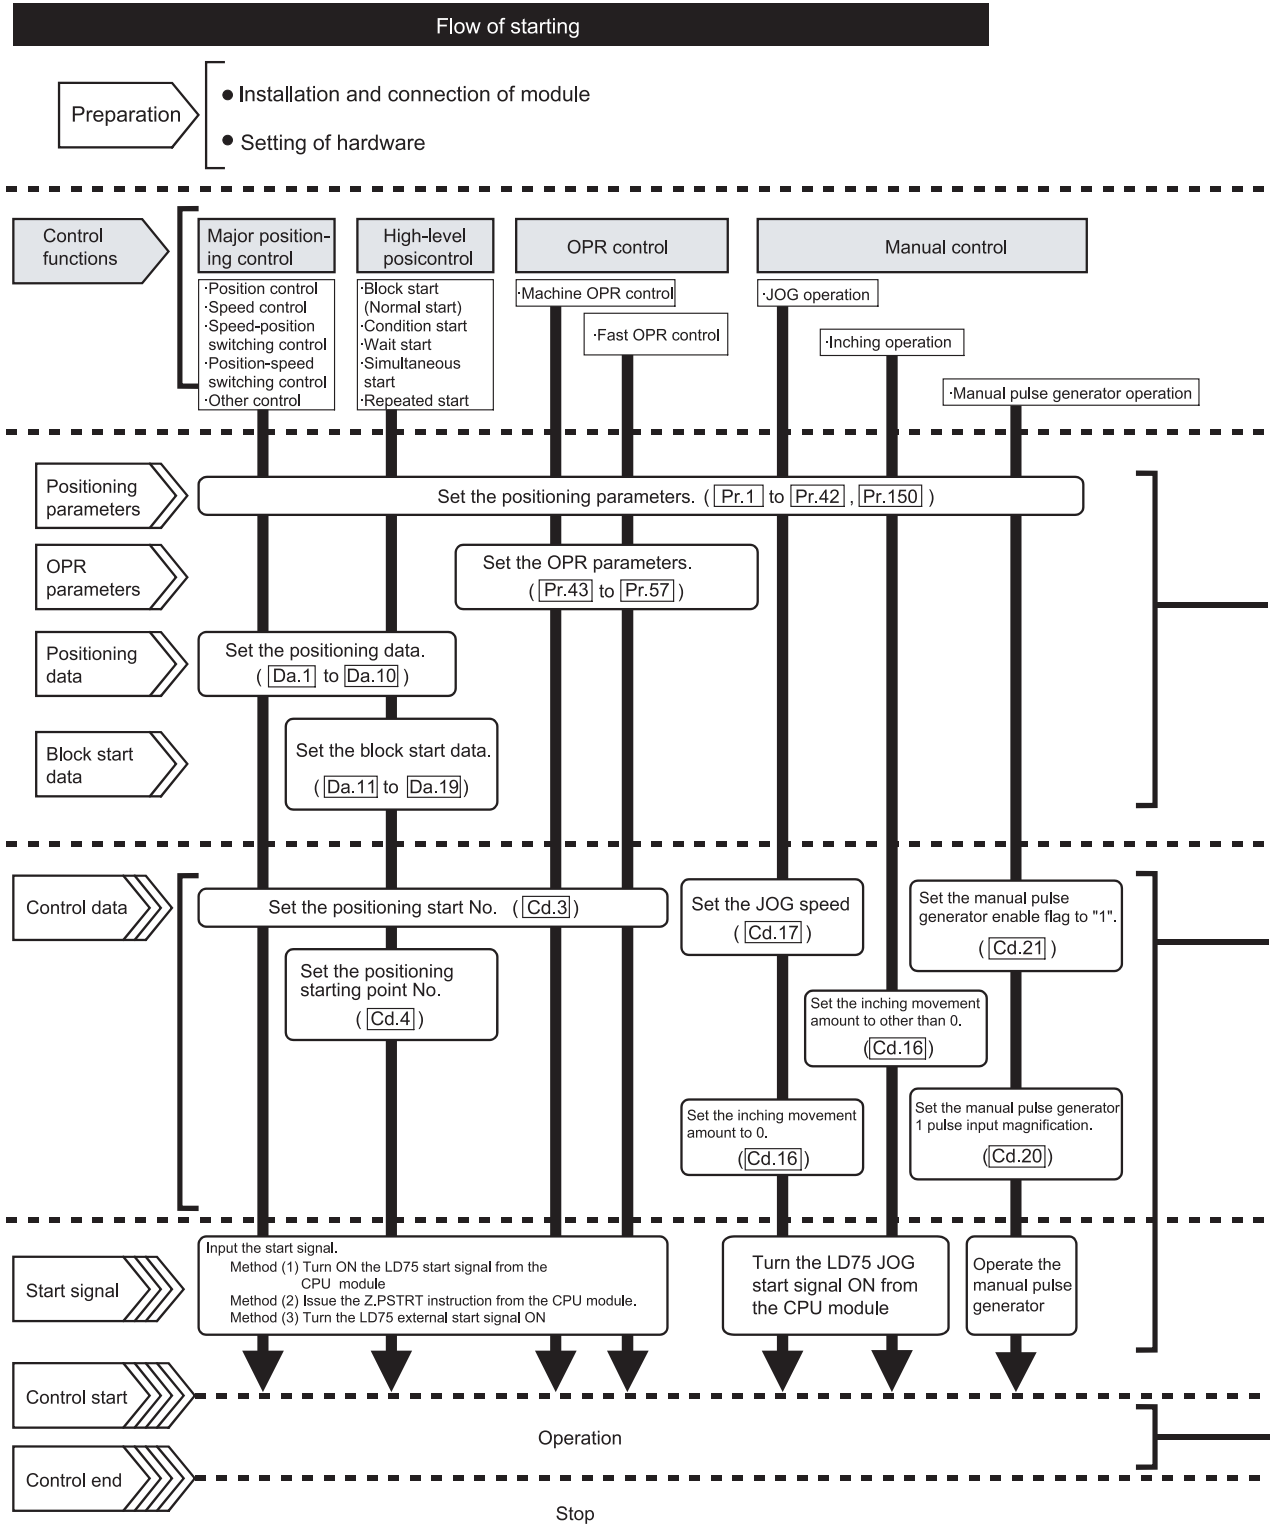 Flow of starting
Preparation
● Installation and connection of module
● Setting of hardware
Control
functions
Major position-
ing control
High-level
posicontrol
OPR control
Manual control
·Position control
·Speed control
·Speed-position
switching control
·Position-speed
switching control
·Other control
·Block start
(Normal start)
·Condition start
·Wait start
·Simultaneous
start
·Repeated start
·Machine OPR control
·Fast OPR control
·JOG operation
·Inching operation
·Manual pulse generator operation
Positioning
parameters
Set the positioning parameters. ( Pr.1 to Pr.42 , Pr.150 )
OPR
parameters
Set the OPR parameters.
( Pr.43 to Pr.57 )
Positioning
data
Set the positioning data.
( Da.1 to Da.10 )
Block start
data
Set the block start data.
( Da.11 to Da.19 )
Control data
Set the positioning start No. ( Cd.3 )
Set the positioning
starting point No.
( Cd.4 )
Set the JOG speed
( Cd.17 )
Set the manual pulse
generator enable flag to "1".
( Cd.21 )
Set the inching movement
amount to other than 0.
( Cd.16 )
Set the inching movement
amount to 0.
( Cd.16 )
Set the manual pulse generator
1 pulse input magnification.
( Cd.20 )
Start signal
Input the start signal.
Method (1) Turn ON the LD75 start signal from the
CPU module
Method (2) Issue the Z.PSTRT instruction from the CPU module.
Method (3) Turn the LD75 external start signal ON
Turn the LD75 JOG
start signal ON from
the CPU module
Operate the
manual pulse
generator
Control start
Operation
Control end
Stop